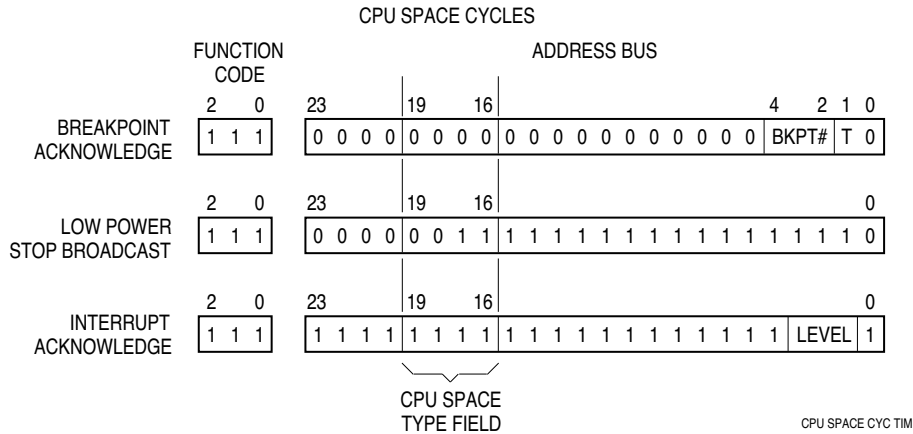 CPU SPACE CYCLES
FUNCTION CODE
ADDRESS BUS
2 0 23 19 16 4 2 1 0
BREAKPOINT ACKNOWLEDGE
1 1 1 0 0 0 0 0 0 0 0 0 0 0 0 0 0 0 0 0 0 0 BKPT# T 0
2 0 23 19 16 0
LOW POWER STOP BROADCAST
1 1 1 0 0 0 0 0 0 1 1 1 1 1 1 1 1 1 1 1 1 1 1 1 1 1 0
2 0 23 19 16 0
INTERRUPT ACKNOWLEDGE
1 1 1 1 1 1 1 1 1 1 1 1 1 1 1 1 1 1 1 1 1 1 1 LEVEL 1
CPU SPACE
TYPE FIELD
CPU SPACE CYC TIM